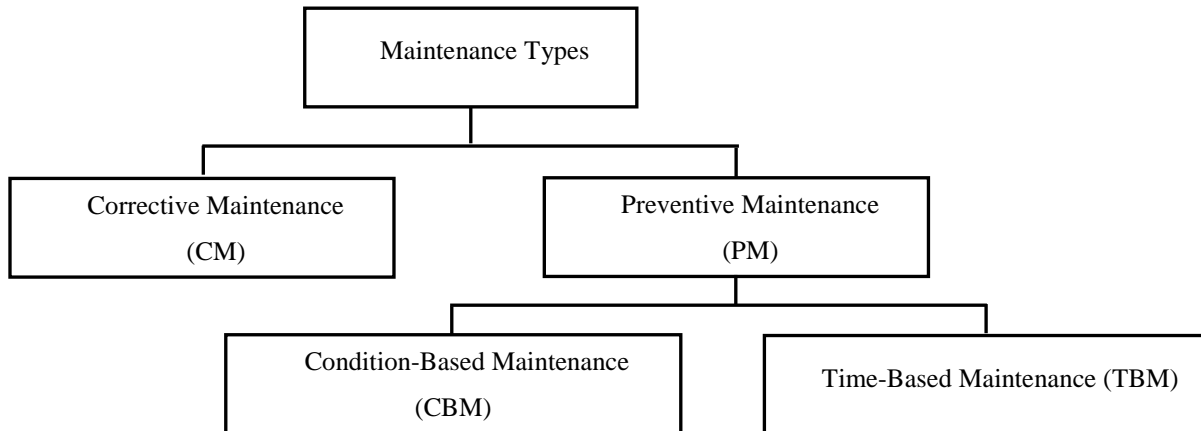 Maintenance Types
Corrective Maintenance
(CM)
Preventive Maintenance
(PM)
Condition-Based Maintenance
(CBM)
Time-Based Maintenance (TBM)